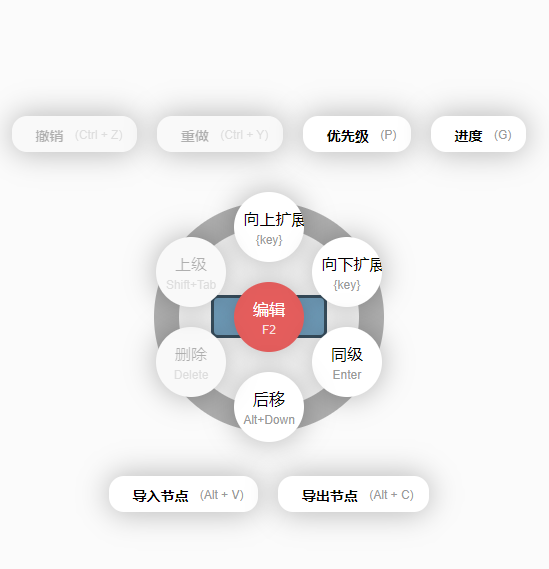 撤销 (Ctrl + Z) 重做 (Ctrl + Y) 优先级 (P) 进度 (G)
向上扩展
{key}
上级
Shift+Tab
向下扩展
{key}
编辑
F2
删除
Delete
同级
Enter
后移
Alt+Down
导入节点 (Alt + V) 导出节点 (Alt + C)